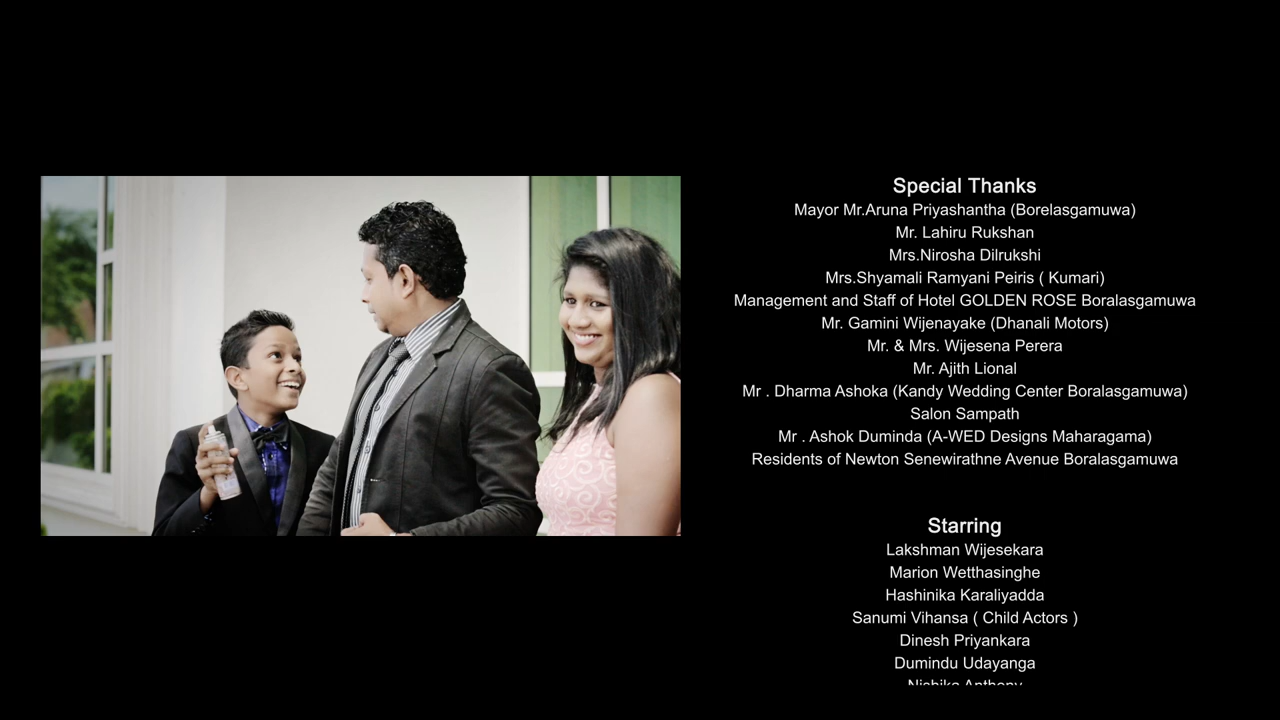 Special Thanks
Mayor Mr.Aruna Priyashantha (Borelasgamuwa)
Mr. Lahiru Rukshan
Mrs.Nirosha Dilrukshi
Mrs.Shyamali Ramyani Peiris ( Kumari)
Management and Staff of Hotel GOLDEN ROSE Boralasgamuwa
Mr. Gamini Wijenayake (Dhanali Motors)
Mr. & Mrs. Wijesena Perera
Mr. Ajith Lional
Mr . Dharma Ashoka (Kandy Wedding Center Boralasgamuwa)
Salon Sampath
Mr . Ashok Duminda (A-WED Designs Maharagama)
Residents of Newton Senewirathne Avenue Boralasgamuwa
Starring
Lakshman Wijesekara
Marion Wetthasinghe
Hashinika Karaliyadda
Sanumi Vihansa ( Child Actors )
Dinesh Priyankara
Dumindu Udayanga
Nishika Anthony